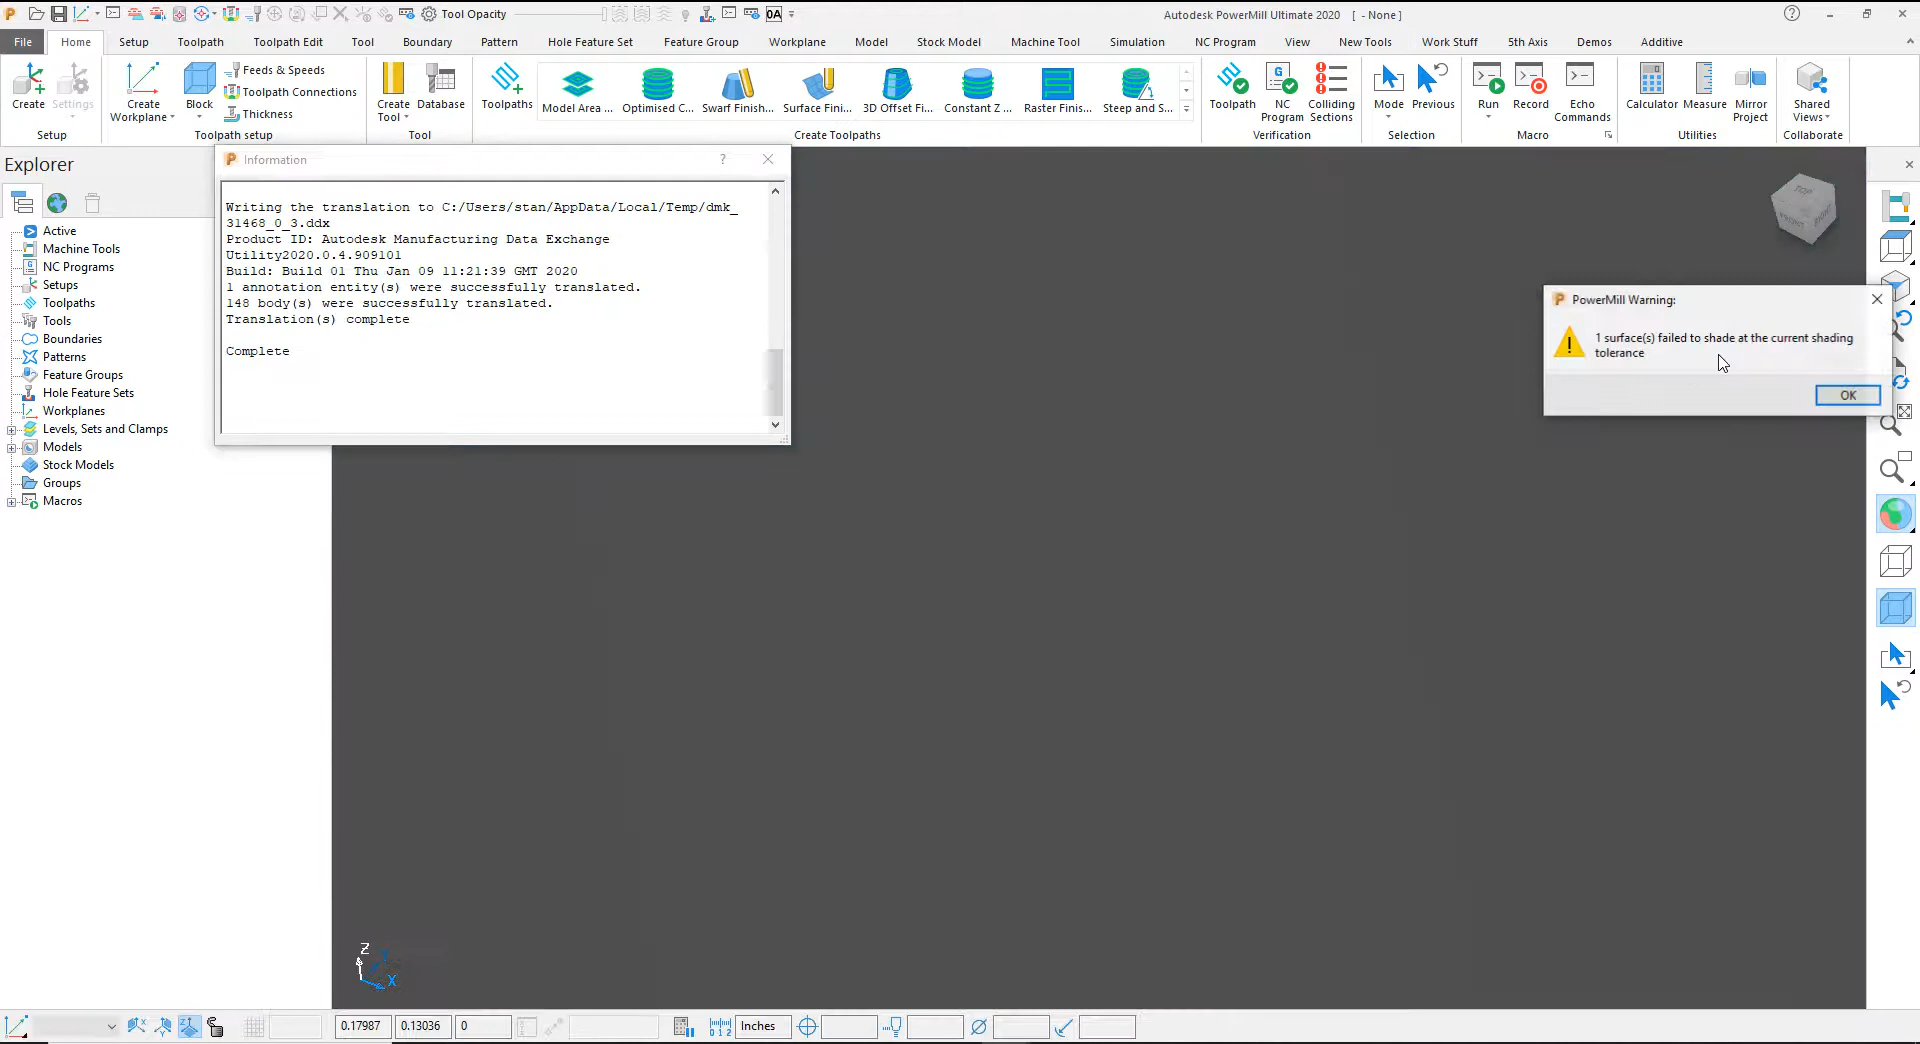 Tool Opacity
Autodesk PowerMill Ultimate 2020 [ - None ]
File Home Setup Toolpath Toolpath Edit Tool Boundary Pattern Hole Feature Set Feature Group Workplane Model Stock Model Machine Tool Simulation NC Program View New Tools Work Stuff 5th Axis Demos Additive
Create
Settings
Setup
Create
Workplane
Block
Feeds & Speeds
Toolpath Connections
Thickness
Toolpath setup
Create
Tool
Database
Tool
Toolpaths
Model Area ...
Optimised C...
Swarf Finish...
Surface Fini...
3D Offset Fi...
Constant Z ...
Raster Finis...
Steep and S...
Create Toolpaths
Toolpath
NC
Program
Colliding
Sections
Verification
Mode
Previous
Selection
Run
Record
Echo
Commands
Macro
Calculator
Measure
Mirror
Project
Utilities
Shared
Views
Collaborate
Explorer
Active
Machine Tools
NC Programs
Setups
Toolpaths
Tools
Boundaries
Patterns
Feature Groups
Hole Feature Sets
Workplanes
Levels, Sets and Clamps
Models
Stock Models
Groups
Macros
Information
Writing the translation to C:/Users/stan/AppData/Local/Temp/dmk_
31468_0_3.ddx
Product ID: Autodesk Manufacturing Data Exchange
Utility2020.0.4.909101
Build: Build 01 Thu Jan 09 11:21:39 GMT 2020
1 annotation entity(s) were successfully translated.
148 body(s) were successfully translated.
Translation(s) complete
Complete
TOP
FRONT
RIGHT
PowerMill Warning:
1 surface(s) failed to shade at the current shading
tolerance
OK
Z
Y
X
0.17987 0.13036 0
Inches